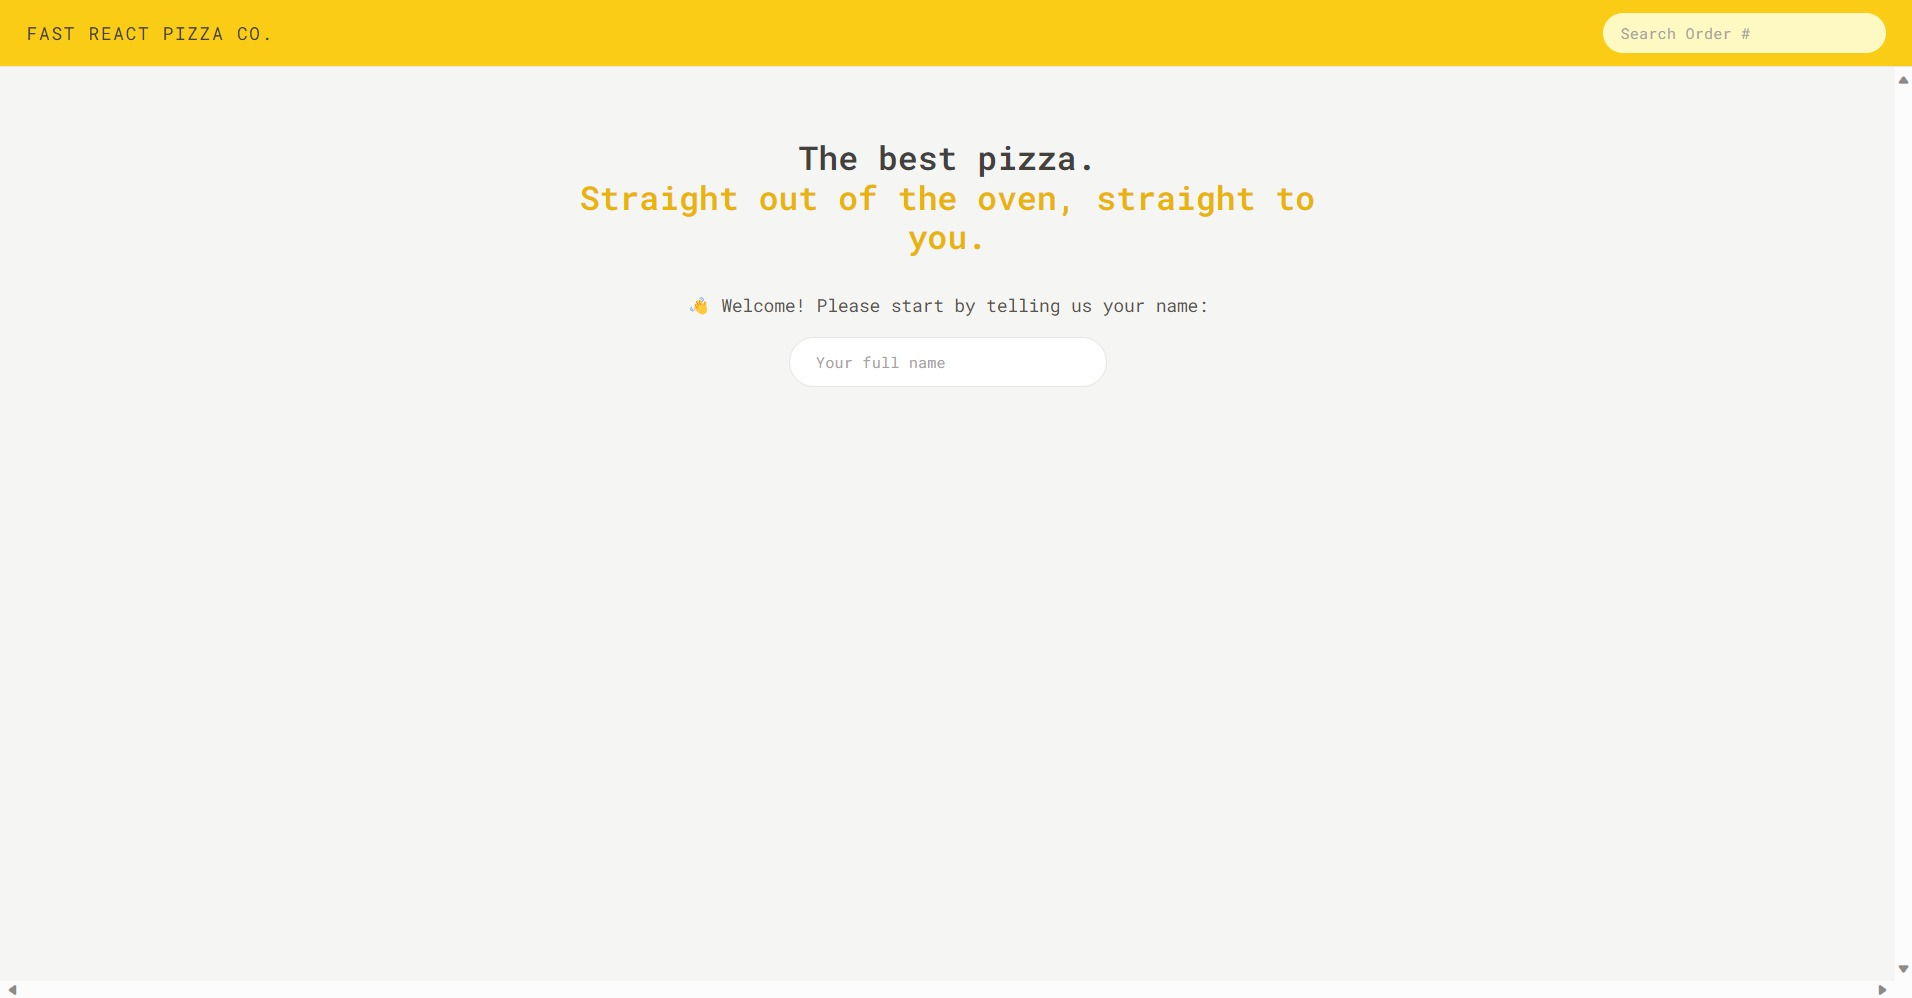 FAST REACT PIZZA CO.
Search Order #
The best pizza.
Straight out of the oven, straight to
you.
👋 Welcome! Please start by telling us your name:
Your full name